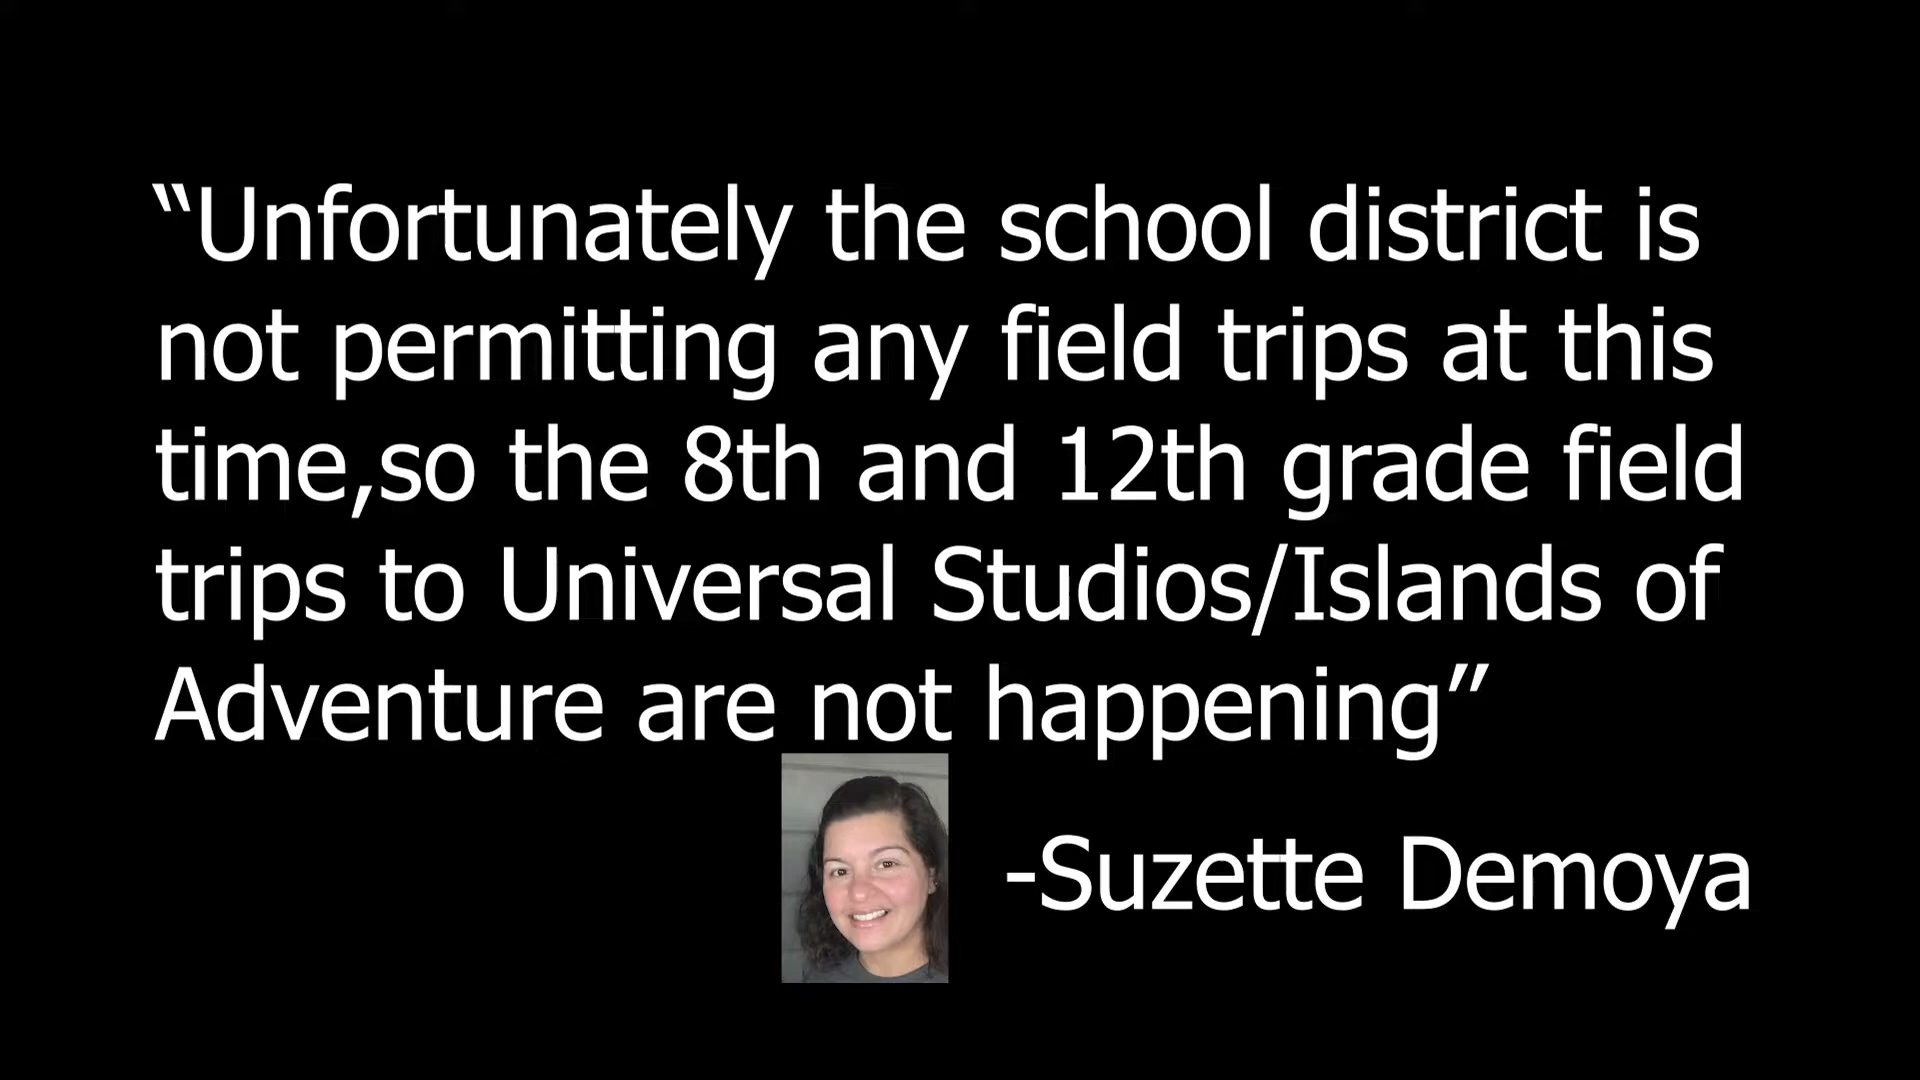 “Unfortunately the school district is
not permitting any field trips at this
time,so the 8th and 12th grade field
trips to Universal Studios/Islands of
Adventure are not happening”
-Suzette Demoya